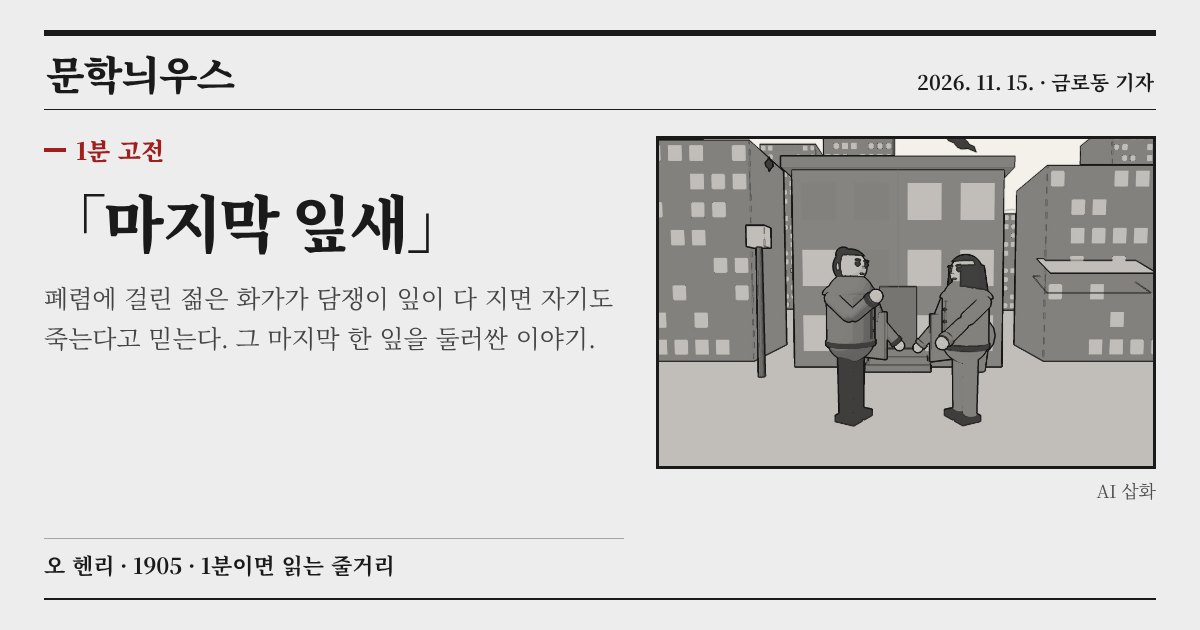 문학늬우스
2026. 11. 15. · 금로동 기자
1분 고전
「마지막 잎새」
폐렴에 걸린 젊은 화가가 담쟁이 잎이 다 지면 자기도
죽는다고 믿는다. 그 마지막 한 잎을 둘러싼 이야기.
AI 삽화
오 헨리 · 1905 · 1분이면 읽는 줄거리